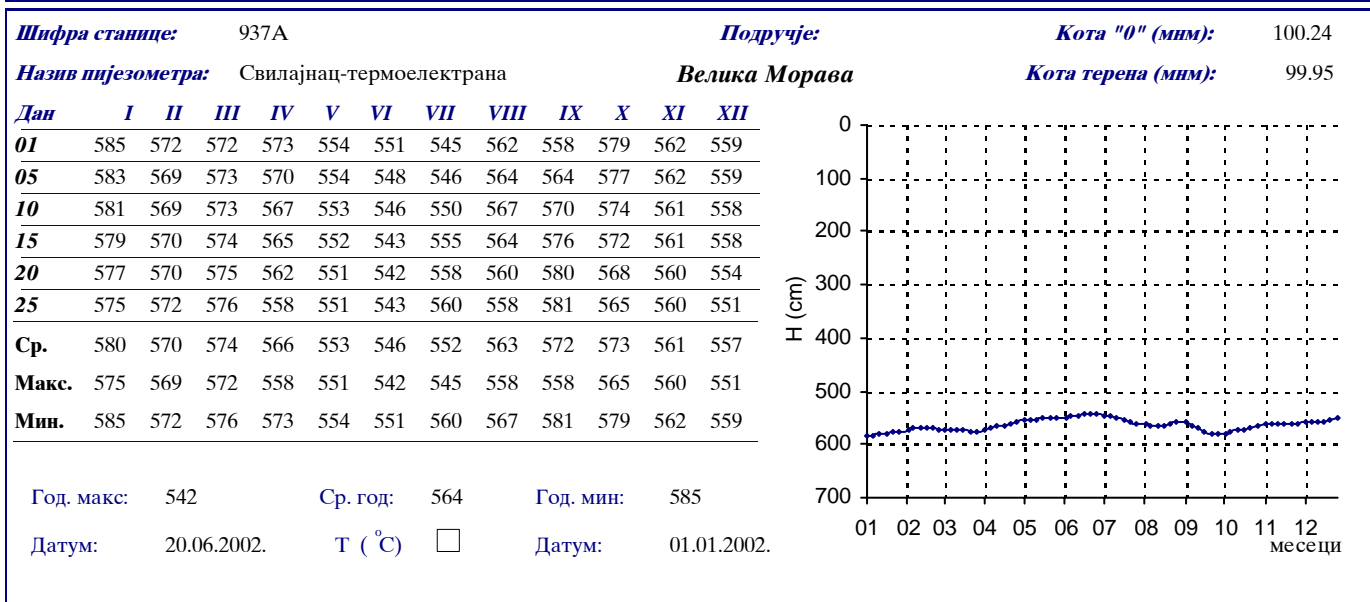 Шифра станице: 937А Подручје: Кота "0" (мнм): 100.24
Назив пијезометра: Свилајнац-термоелектрана Велика Морава Кота терена (мнм): 99.95
Дан I II III IV V VI VII VIII IX X XI XII
01 585 572 572 573 554 551 545 562 558 579 562 559
05 583 569 573 570 554 548 546 564 564 577 562 559
10 581 569 573 567 553 546 550 567 570 574 561 558
15 579 570 574 565 552 543 555 564 576 572 561 558
20 577 570 575 562 551 542 558 560 580 568 560 554
25 575 572 576 558 551 543 560 558 581 565 560 551
Ср. 580 570 574 566 553 546 552 563 572 573 561 557
Макс. 575 569 572 558 551 542 545 558 558 565 560 551
Мин. 585 572 576 573 554 551 560 567 581 579 562 559
Год. макс: 542 Ср. год: 564 Год. мин: 585
Датум: 20.06.2002. Т ( °C) Датум: 01.01.2002.
H (cm)
0
100
200
300
400
500
600
700
01 02 03 04 05 06 07 08 09 10 11 12
месеци